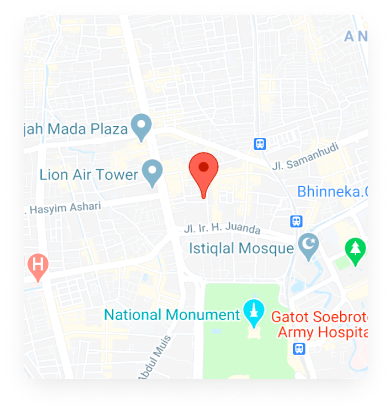 A N
jah Mada Plaza
Jl. Samanhudi
Lion Air Tower
Bhinneka.C
. Hasyim Ashari
Jl. Ir. H. Juanda
Istiqlal Mosque
H
National Monument
Gatot Soebroto
Army Hospita
Abdul Muis